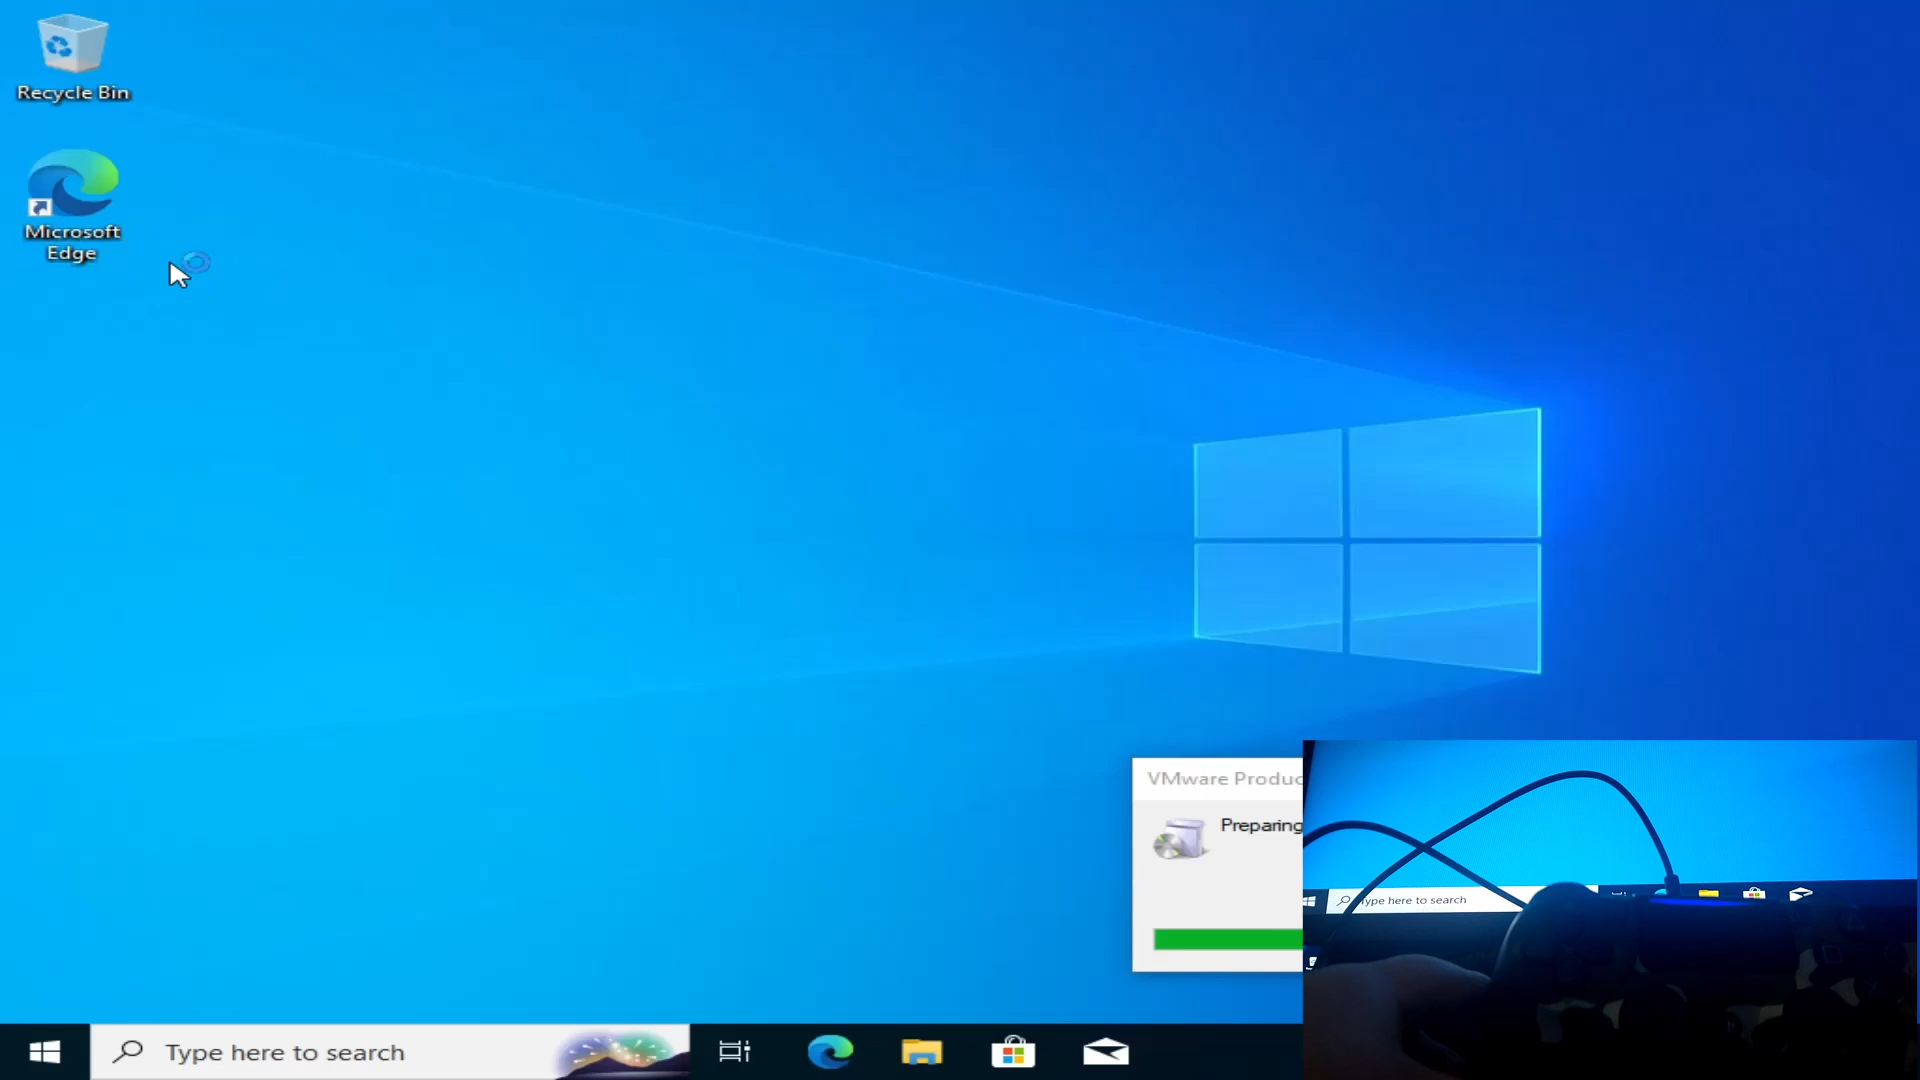 Recycle Bin
Microsoft
Edge
VMware Produc
Preparing
Type here to search
Type here to search